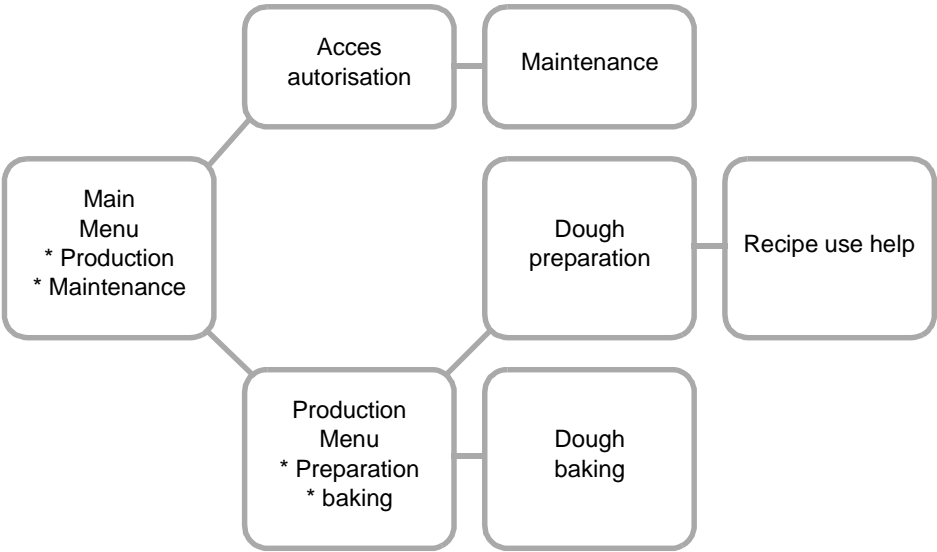 Acces
autorisation
Maintenance
Main
Menu
* Production
* Maintenance
Dough
preparation
Recipe use help
Production
Menu
* Preparation
* baking
Dough
baking